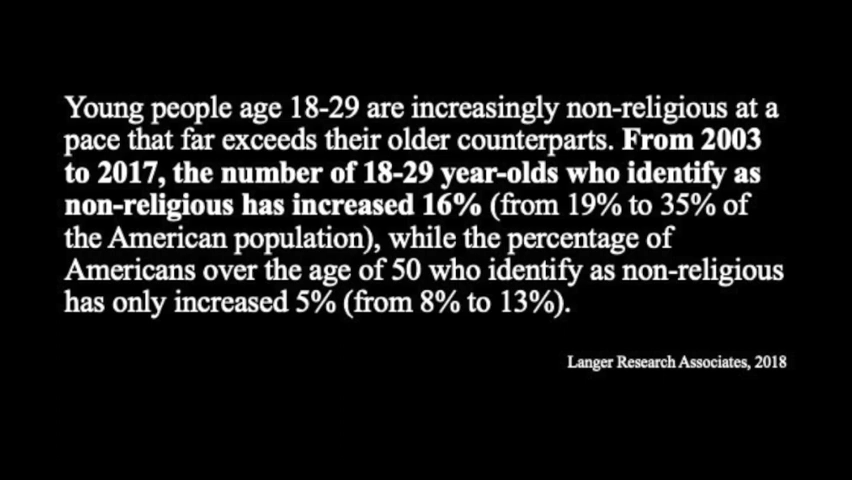 Young people age 18-29 are increasingly non-religious at a
pace that far exceeds their older counterparts. From 2003
to 2017, the number of 18-29 year-olds who identify as
non-religious has increased 16% (from 19% to 35% of
the American population), while the percentage of
Americans over the age of 50 who identify as non-religious
has only increased 5% (from 8% to 13%).
Langer Research Associates, 2018